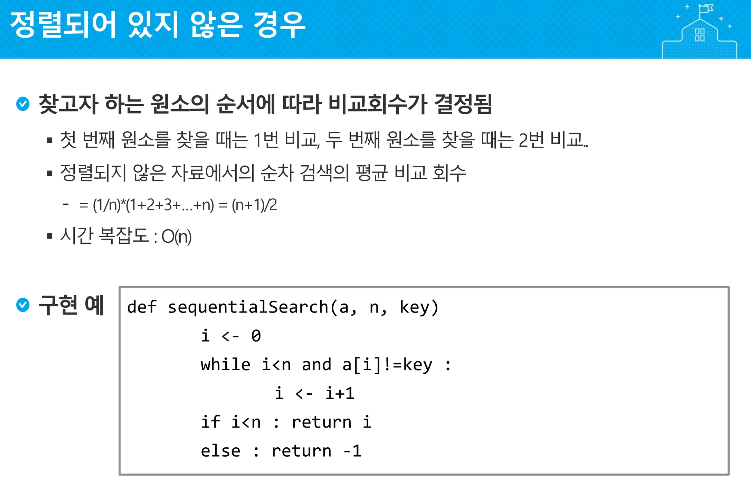 정렬되어 있지 않은 경우
찾고자 하는 원소의 순서에 따라 비교회수가 결정됨
▪ 첫 번째 원소를 찾을 때는 1번 비교, 두 번째 원소를 찾을 때는 2번 비교..
▪ 정렬되지 않은 자료에서의 순차 검색의 평균 비교 회수
- = (1/n)*(1+2+3+...+n) = (n+1)/2
▪ 시간 복잡도 : O(n)
구현 예
def sequentialSearch(a, n, key)
i <- 0
while i<n and a[i]!=key :
i <- i+1
if i<n : return i
else : return -1